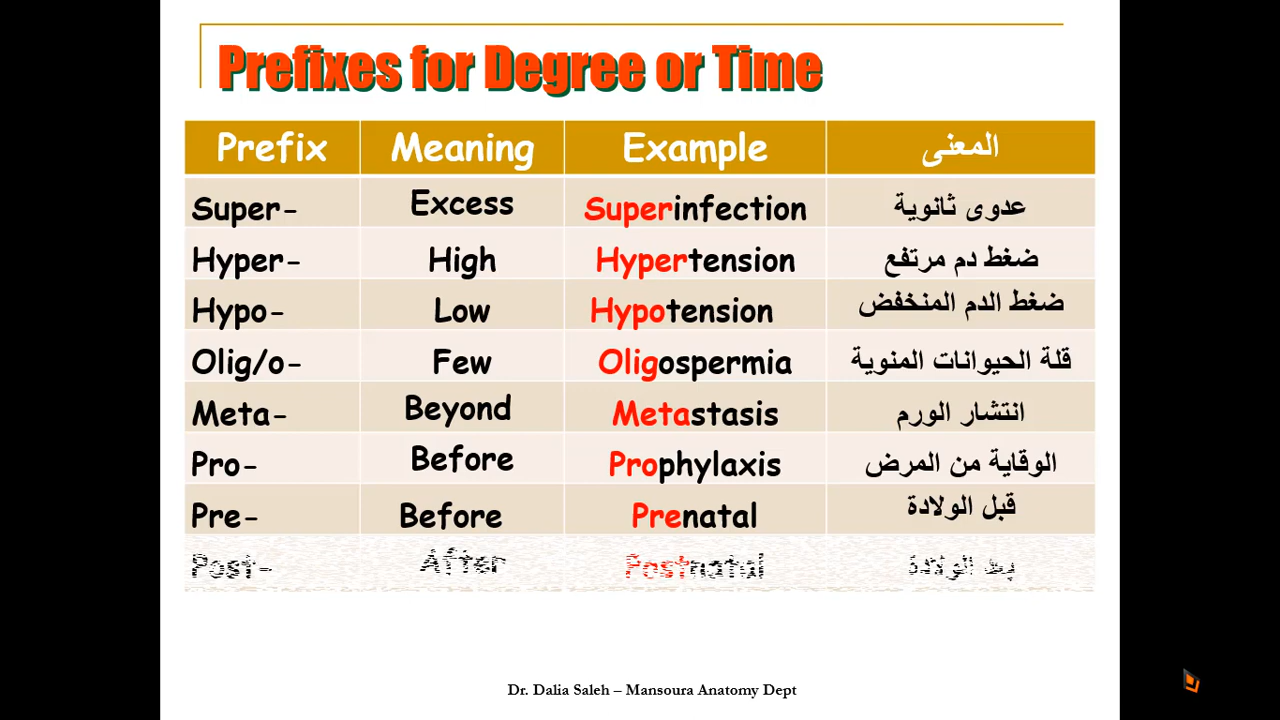 Prefixes for Degree or Time
Prefix Meaning Example المعنى
Super- Excess Superinfection عدوى ثانوية
Hyper- High Hypertension ضغط دم مرتفع
Hypo- Low Hypotension ضغط الدم المنخفض
Olig/o- Few Oligospermia قلة الحيوانات المنوية
Meta- Beyond Metastasis انتشار الورم
Pro- Before Prophylaxis الوقاية من المرض
Pre- Before Prenatal قبل الولادة
Post- After Postnatal بعد الولادة
Dr. Dalia Saleh – Mansoura Anatomy Dept